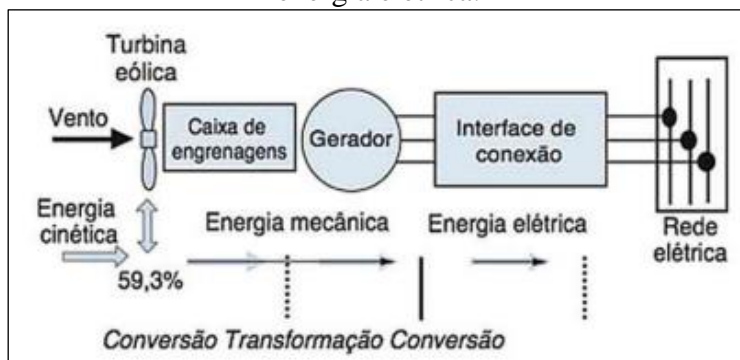 Turbina
eólica
Vento
Caixa de
engrenagens
Gerador
Interface de
conexão
Energia
cinética
Energia mecânica
Energia elétrica
Rede
elétrica
59,3%
Conversão Transformação Conversão